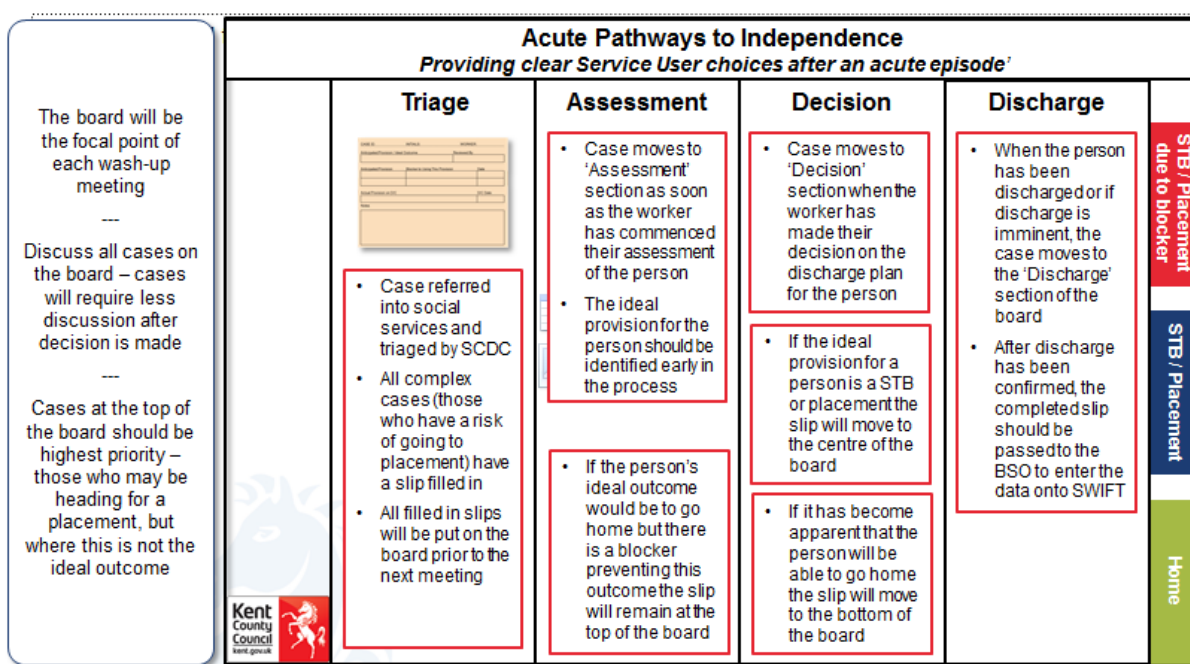 The board will be
the focal point of
each wash-up
meeting
---
Discuss all cases on
the board – cases
will require less
discussion after
decision is made
---
Cases at the top of
the board should be
highest priority –
those who may be
heading for a
placement, but
where this is not the
ideal outcome
Acute Pathways to Independence
Providing clear Service User choices after an acute episode⁷
Triage
• Case referred
into social
services and
triaged by SCDC
• All complex
cases (those
who have a risk
of going to
placement) have
a slip filled in
• All filled in slips
will be put on the
board prior to the
next meeting
Assessment
• Case moves to
‘Assessment’
section as soon
as the worker
has commenced
their assessment
of the person
• The ideal
provision for the
person should be
identified early in
the process
• If the person’s
ideal outcome
would be to go
home but there
is a blocker
preventing this
outcome the slip
will remain at the
top of the board
Decision
• Case moves to
‘Decision’
section when the
worker has
made their
decision on the
discharge plan
for the person
• If the ideal
provision for a
person is a STB
or placement the
slip will move to
the centre of the
board
• If it has become
apparent that the
person will be
able to go home
the slip will move
to the bottom of
the board
Discharge
• When the person
has been
discharged or if
discharge is
imminent, the
case moves to
the ‘Discharge’
section of the
board
• After discharge
has been
confirmed, the
completed slip
should be
passed to the
BSO to enter the
data onto SWIFT
STB / Placement
due to blocker
STB / Placement
Home
Kent
County
Council
kent.gov.uk